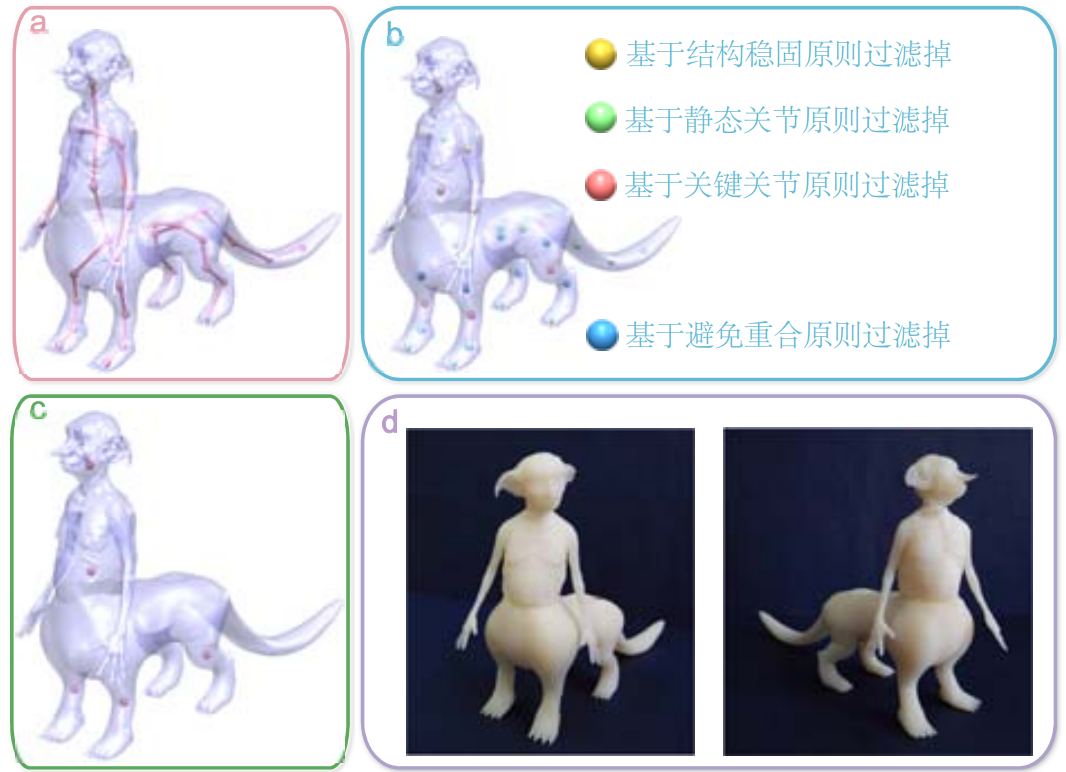 a
b
基于结构稳固原则过滤掉
基于静态关节原则过滤掉
基于关键关节原则过滤掉
基于避免重合原则过滤掉
c
d